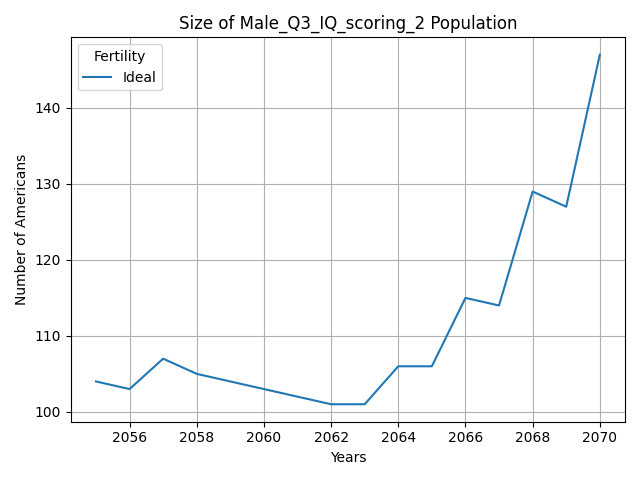 Size of Male_Q3_IQ_scoring_2 Population
Fertility
Ideal
Number of Americans
140
130
120
110
100
2056 2058 2060 2062 2064 2066 2068 2070
Years